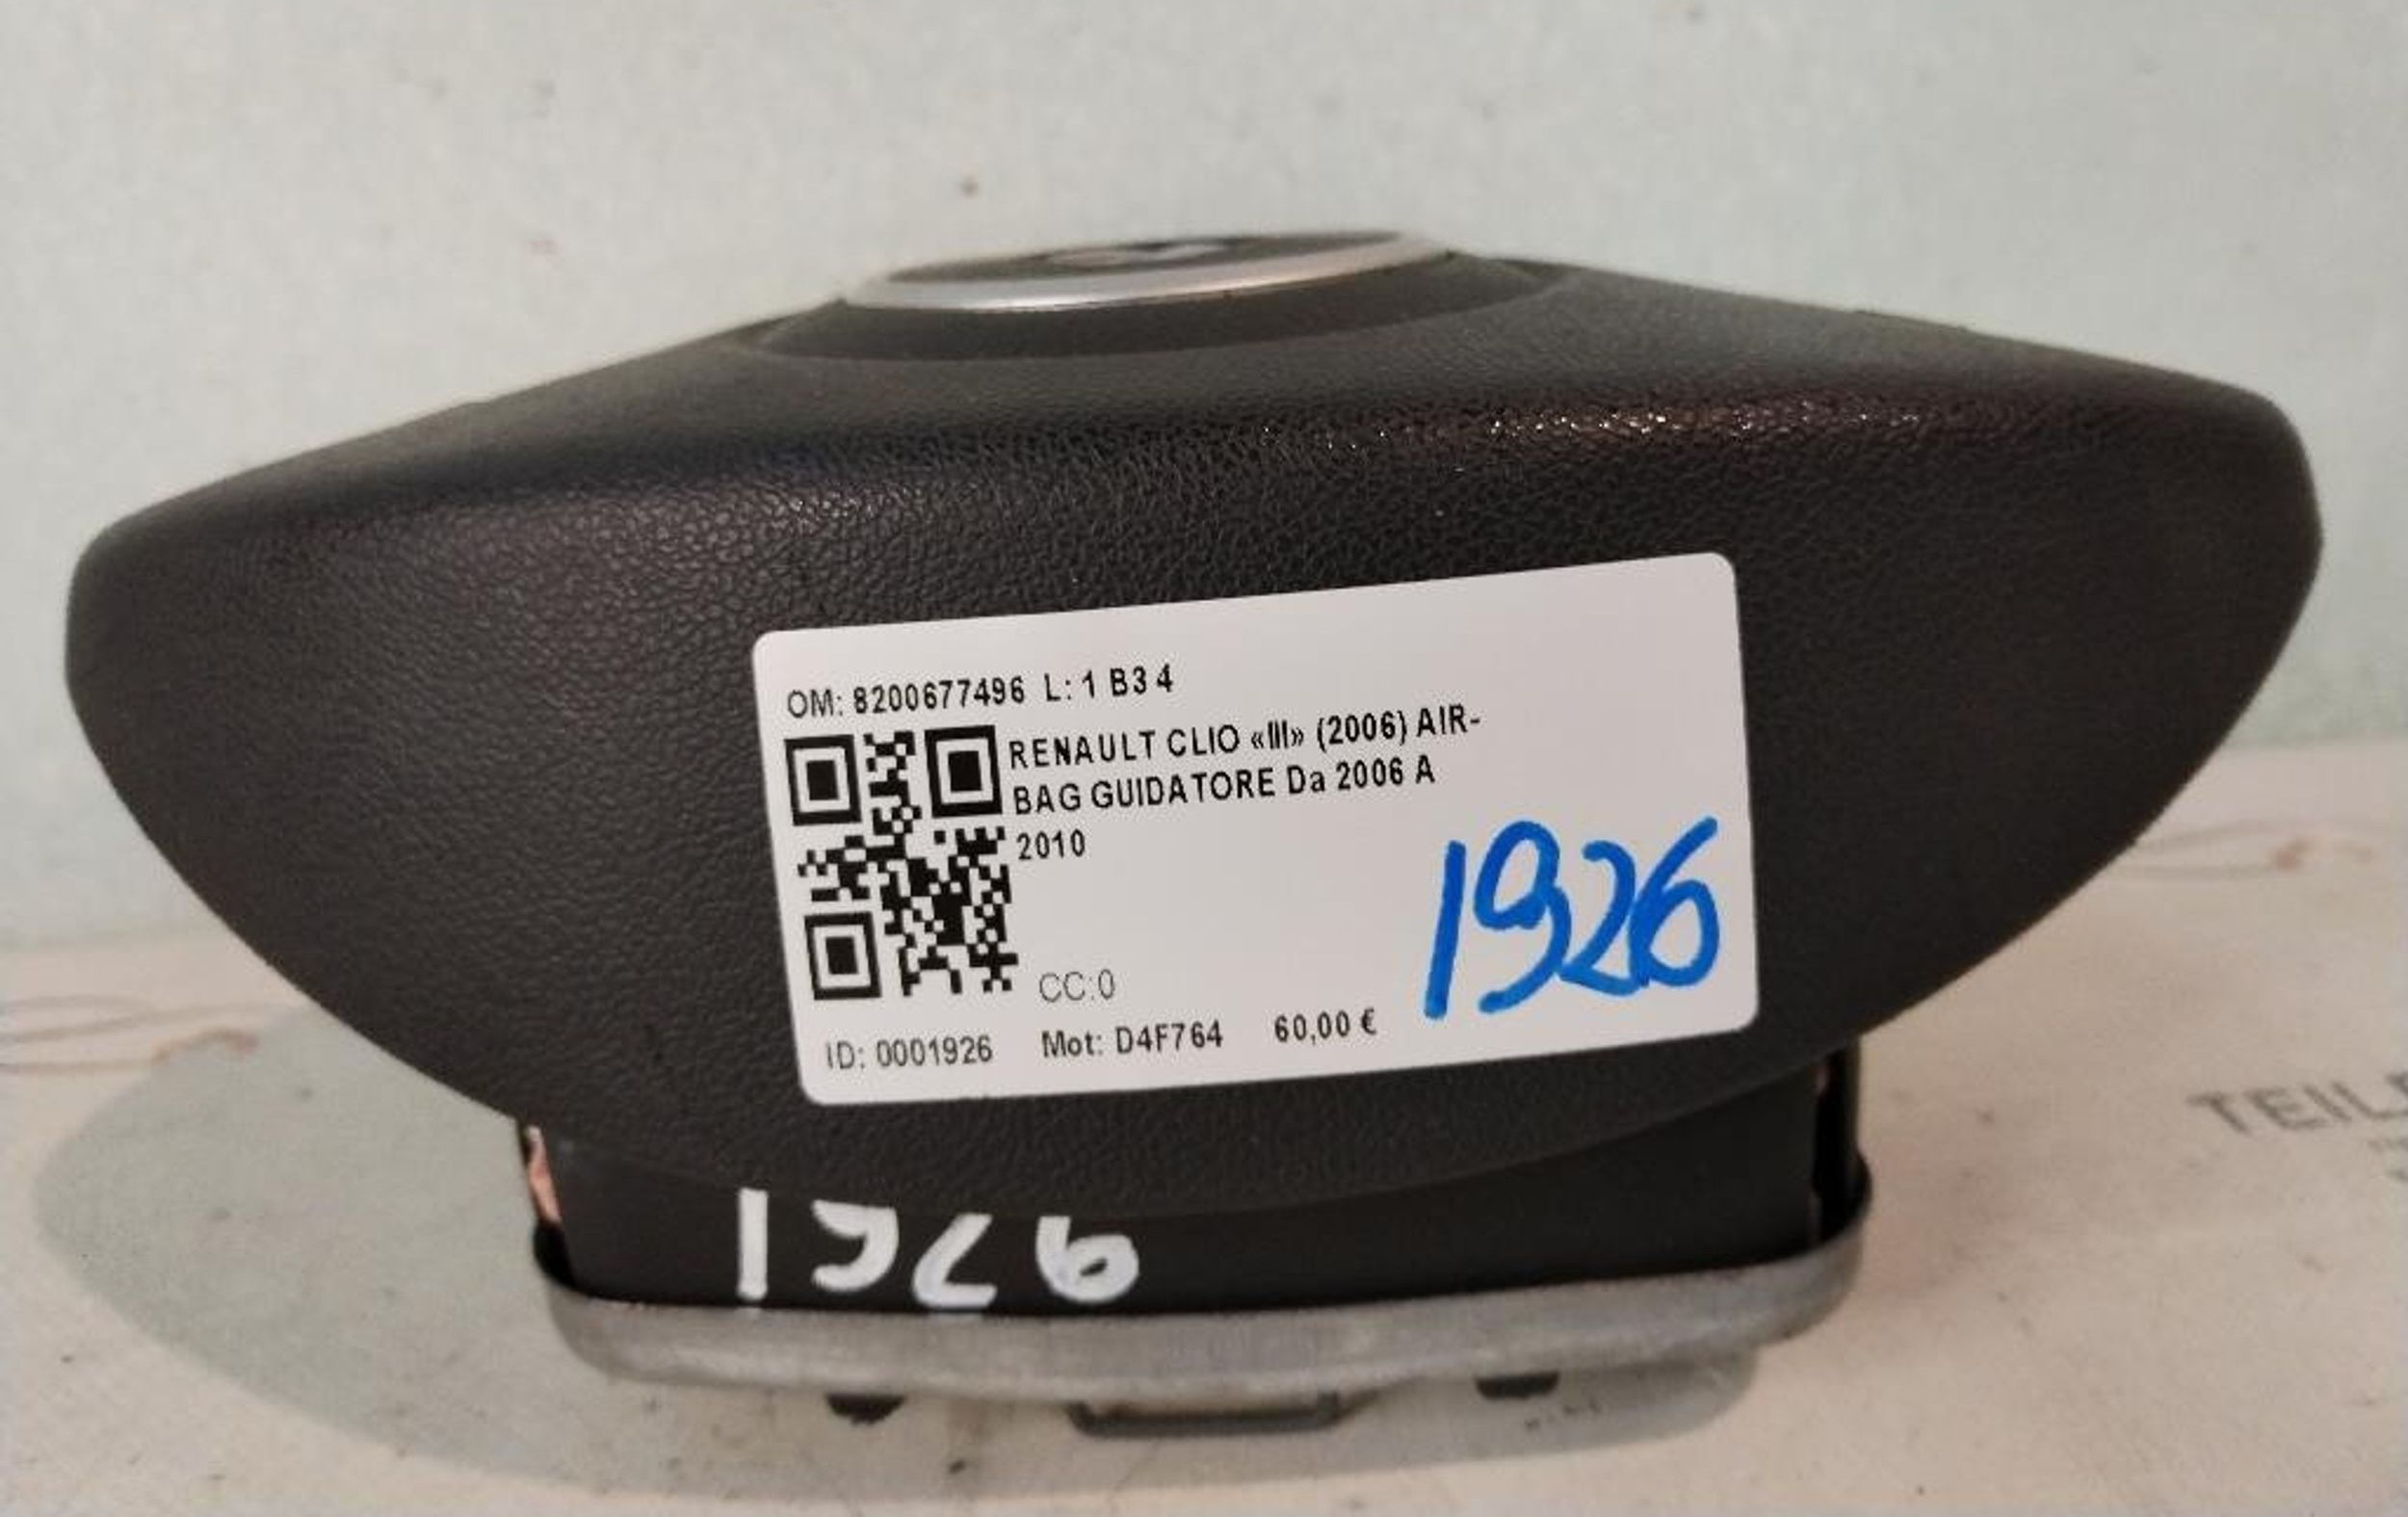 OM: 8200677496 L: 1 B3 4
RENAULT CLIO «III» (2006) AIR-
BAG GUIDATORE Da 2006 A
2010
1926
CC:0
ID: 0001926 Mot: D4F764 60,00 €
1926